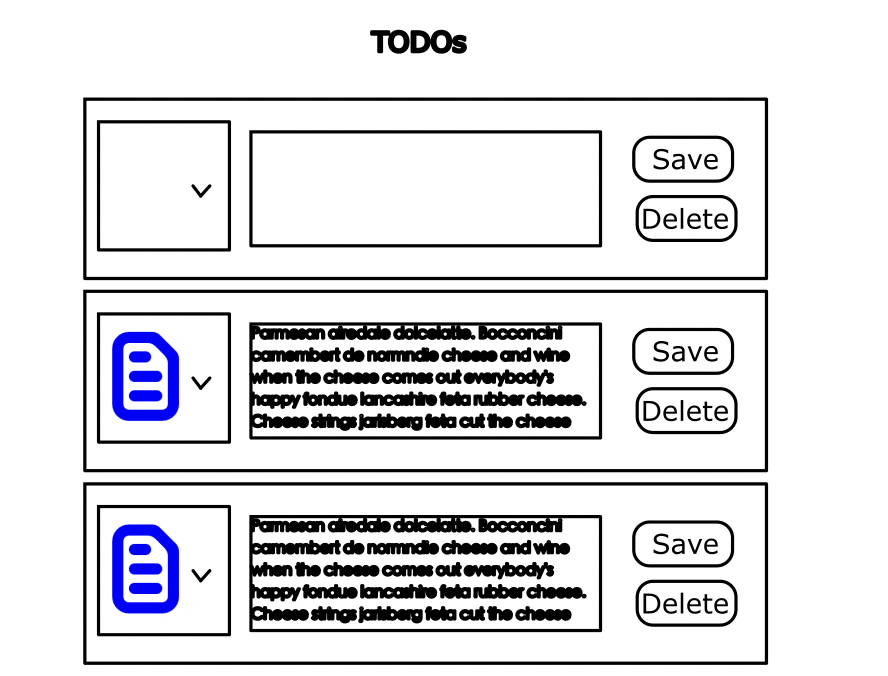 TODOs
Save
Delete
Parmesan airedale dolcelatte. Bocconcini
camembert de normndie cheese and wine
when the cheese comes out everybody's
happy fondue lancashire feta rubber cheese.
Cheese strings jarlsberg feta cut the cheese
Save
Delete
Parmesan airedale dolcelatte. Bocconcini
camembert de normndie cheese and wine
when the cheese comes out everybody's
happy fondue lancashire feta rubber cheese.
Cheese strings jarlsberg feta cut the cheese
Save
Delete